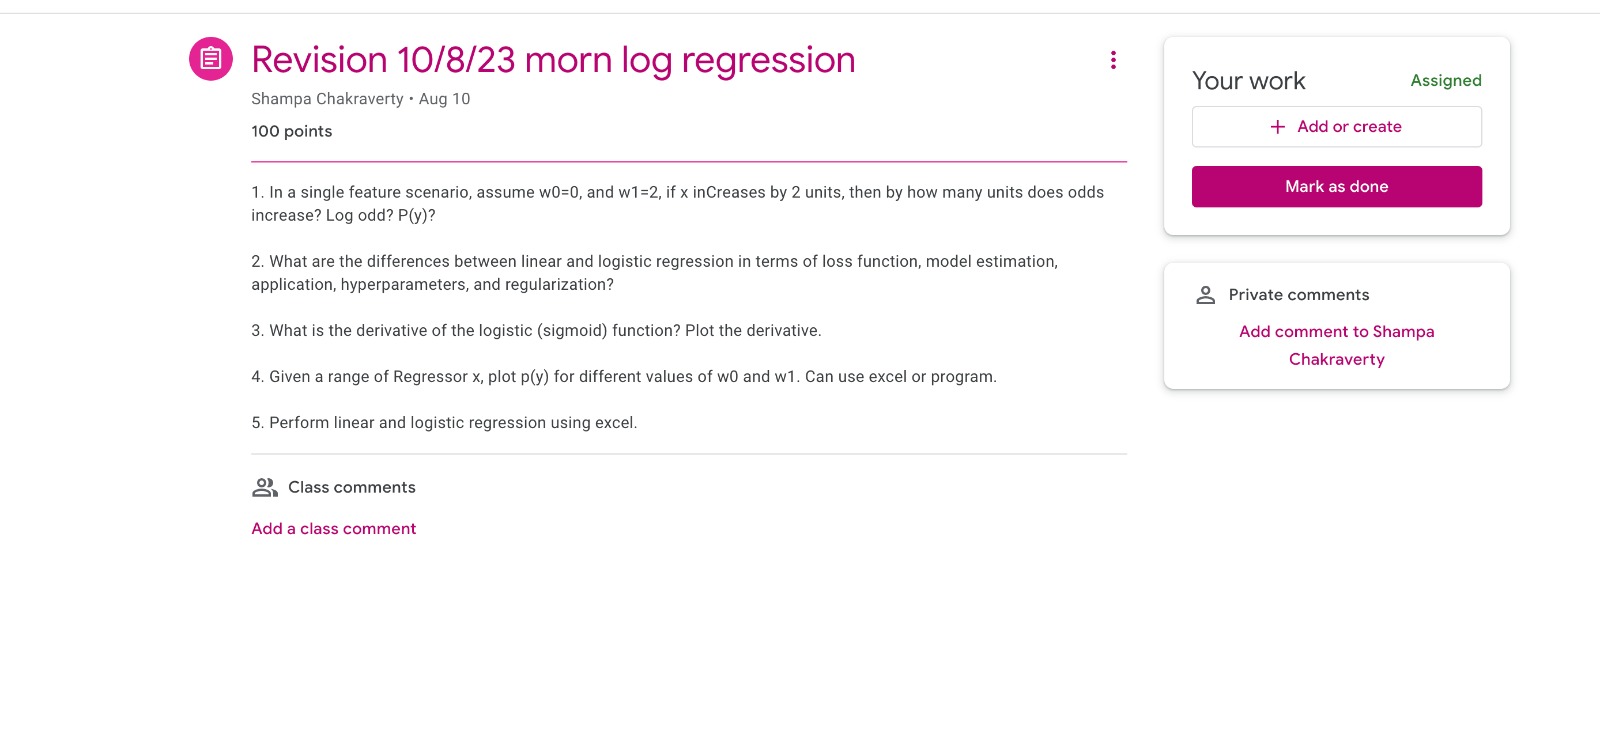 Revision 10/8/23 morn log regression
Shampa Chakraverty • Aug 10
100 points
1. In a single feature scenario, assume w0=0, and w1=2, if x inCreases by 2 units, then by how many units does odds
increase? Log odd? P(y)?
2. What are the differences between linear and logistic regression in terms of loss function, model estimation,
application, hyperparameters, and regularization?
3. What is the derivative of the logistic (sigmoid) function? Plot the derivative.
4. Given a range of Regressor x, plot p(y) for different values of w0 and w1. Can use excel or program.
5. Perform linear and logistic regression using excel.
Class comments
Add a class comment
Your work
Assigned
+ Add or create
Mark as done
Private comments
Add comment to Shampa
Chakraverty